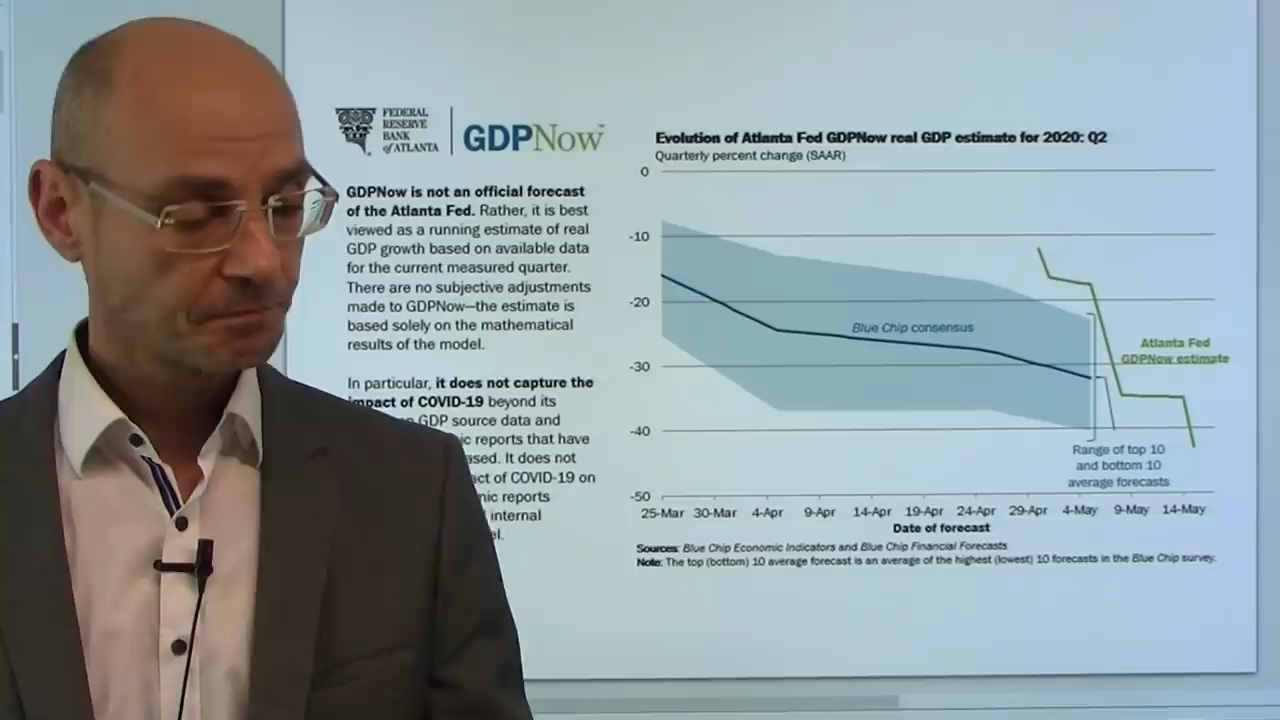 FEDERAL
RESERVE
BANK
of ATLANTA
GDPNow™
GDPNow is not an official forecast
of the Atlanta Fed. Rather, it is best
viewed as a running estimate of real
GDP growth based on available data
for the current measured quarter.
There are no subjective adjustments
made to GDPNow—the estimate is
based solely on the mathematical
results of the model.
In particular, it does not capture the
impact of COVID-19 beyond its
GDP source data and
reports that have
It does not
of COVID-19 on
reports
internal
Evolution of Atlanta Fed GDPNow real GDP estimate for 2020: Q2
Quarterly percent change (SAAR)
0
-10
-20
-30
-40
-50
Blue Chip consensus
Atlanta Fed
GDPNow estimate
Range of top 10
and bottom 10
average forecasts
25-Mar 30-Mar 4-Apr 9-Apr 14-Apr 19-Apr 24-Apr 29-Apr 4-May 9-May 14-May
Date of forecast
Sources: Blue Chip Economic Indicators and Blue Chip Financial Forecasts
Note: The top (bottom) 10 average forecast is an average of the highest (lowest) 10 forecasts in the Blue Chip survey.